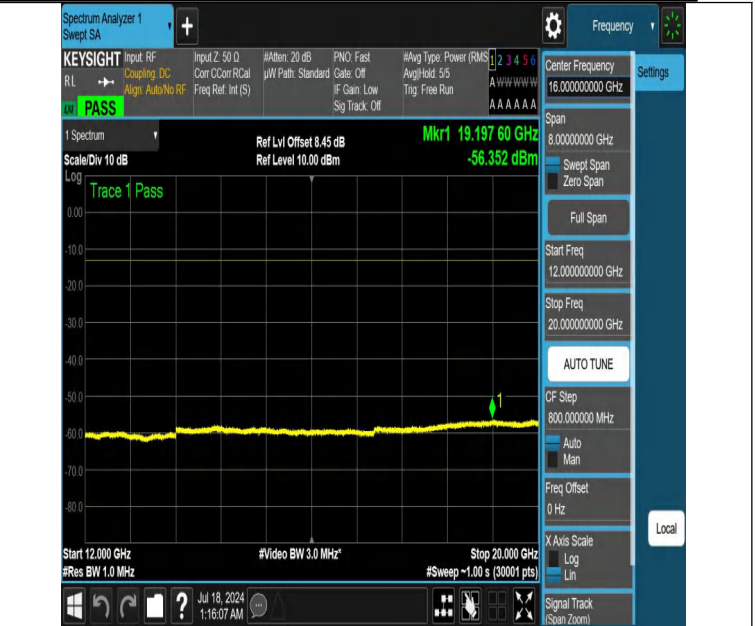 Spectrum Analyzer 1
Swept SA
+
Frequency
KEYSIGHT
RL
PASS
Input: RF
Coupling: DC
Align: Auto/No RF
Input Z: 50 Ω
Corr CCorr RCal
Freq Ref: Int (S)
#Atten: 20 dB
µW Path: Standard
PNO: Fast
Gate: Off
IF Gain: Low
Sig Track: Off
#Avg Type: Power (RMS
Avg|Hold: 5/5
Trig: Free Run
1 2 3 4 5 6
A W W W W W
A A A A A A
1 Spectrum
Scale/Div 10 dB
Ref Lvl Offset 8.45 dB
Ref Level 10.00 dBm
Mkr1 19.197 60 GHz
-56.352 dBm
Log
Trace 1 Pass
0.00
-10.0
-20.0
-30.0
-40.0
-50.0
1
-60.0
-70.0
-80.0
Start 12.000 GHz
#Res BW 1.0 MHz
#Video BW 3.0 MHz*
Stop 20.000 GHz
#Sweep ~1.00 s (30001 pts)
?
Jul 18, 2024
1:16:07 AM
Center Frequency
16.000000000 GHz
Settings
Span
8.00000000 GHz
Swept Span
Zero Span
Full Span
Start Freq
12.000000000 GHz
Stop Freq
20.000000000 GHz
AUTO TUNE
CF Step
800.000000 MHz
Auto
Man
Freq Offset
0 Hz
Local
X Axis Scale
Log
Lin
Signal Track
(Span Zoom)